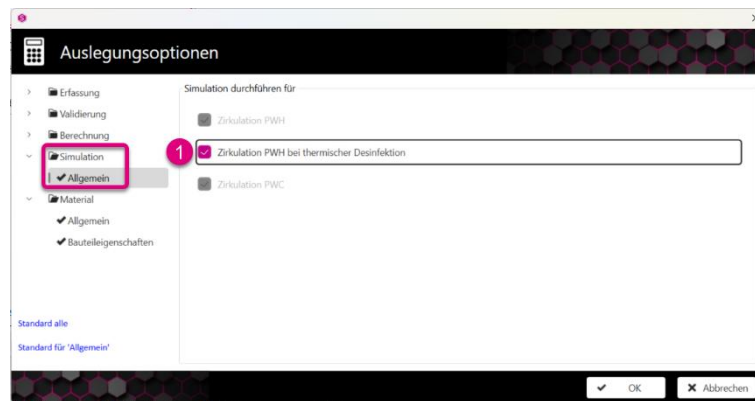 Auslegungsoptionen
Erfassung
Validierung
Berechnung
Simulation
Allgemein
Material
Allgemein
Bauteileigenschaften
Standard alle
Standard für 'Allgemein'
Simulation durchführen für
Zirkulation PWH
1
Zirkulation PWH bei thermischer Desinfektion
Zirkulation PWC
OK
Abbrechen